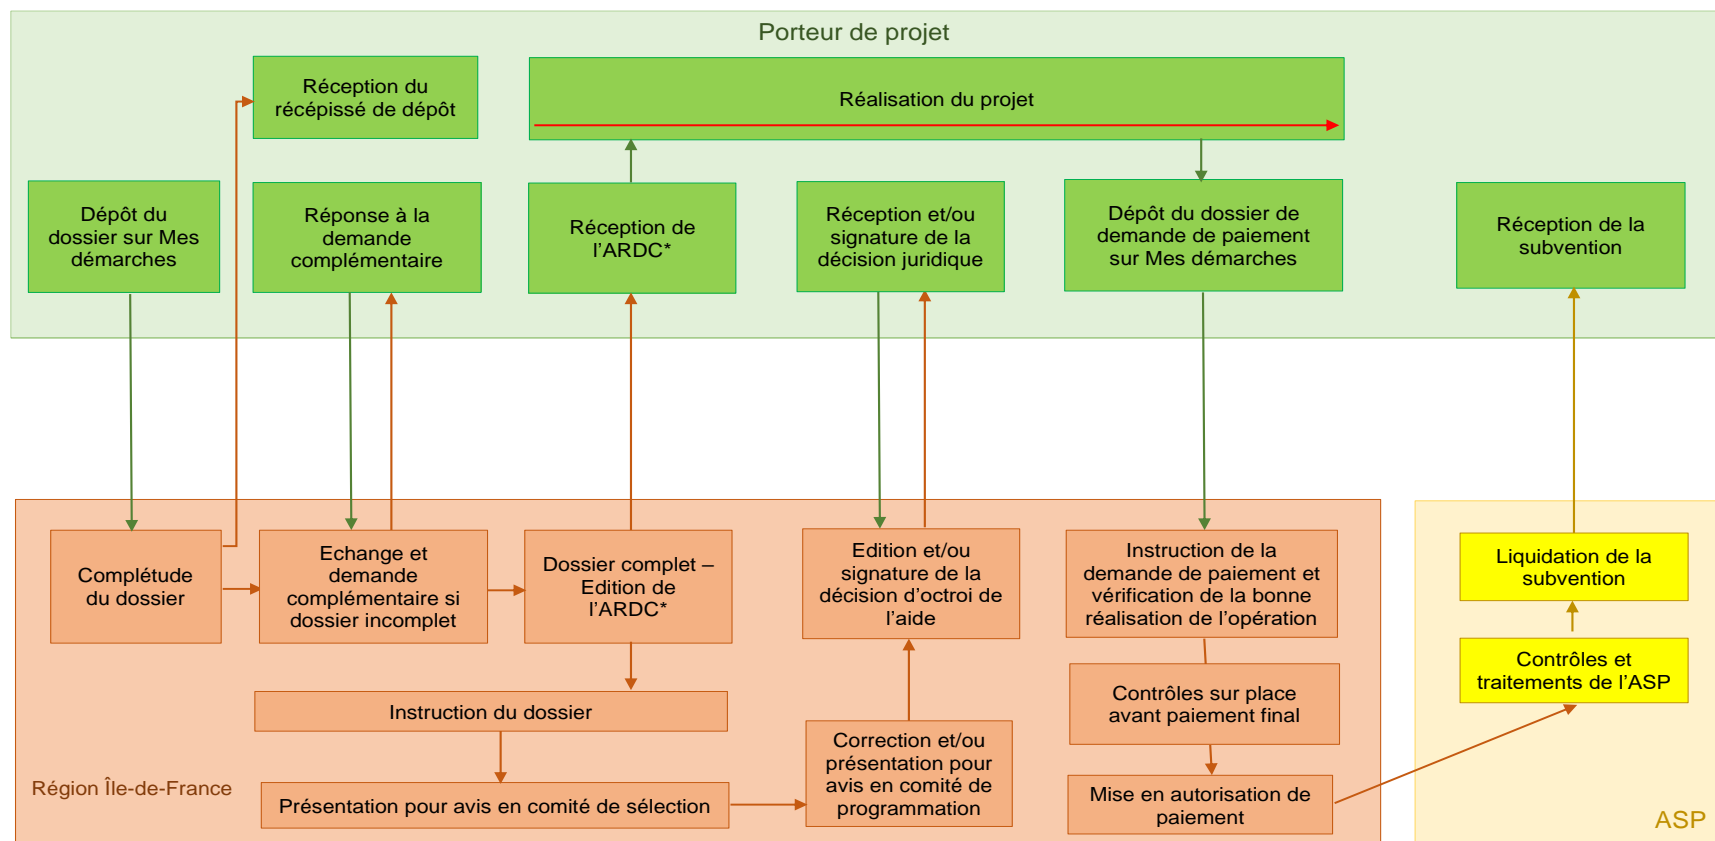 Porteur de projet
Réception du
récépissé de dépôt
Réalisation du projet
Dépôt du
dossier sur Mes
démarches
Réponse à la
demande
complémentaire
Réception de
l'ARDC*
Réception et/ou
signature de la
décision juridique
Dépôt du dossier de
demande de paiement
sur Mes démarches
Réception de la
subvention
Complétude
du dossier
Echange et
demande
complémentaire si
dossier incomplet
Dossier complet –
Edition de
l'ARDC*
Edition et/ou
signature de la
décision d'octroi de
l'aide
Instruction de la
demande de paiement et
vérification de la bonne
réalisation de l'opération
Liquidation de la
subvention
Contrôles et
traitements de l'ASP
Instruction du dossier
Contrôles sur place
avant paiement final
Correction et/ou
présentation pour
avis en comité de
programmation
Région Île-de-France
Présentation pour avis en comité de sélection
Mise en autorisation de
paiement
ASP